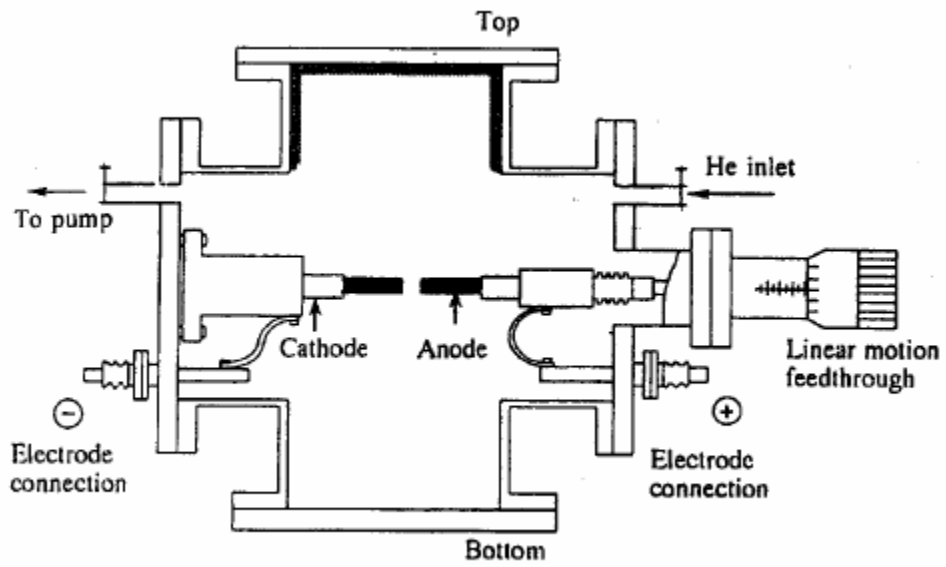 Top
He inlet
To pump
Cathode
Anode
Linear motion
feedthrough
−
+
Electrode
connection
Electrode
connection
Bottom